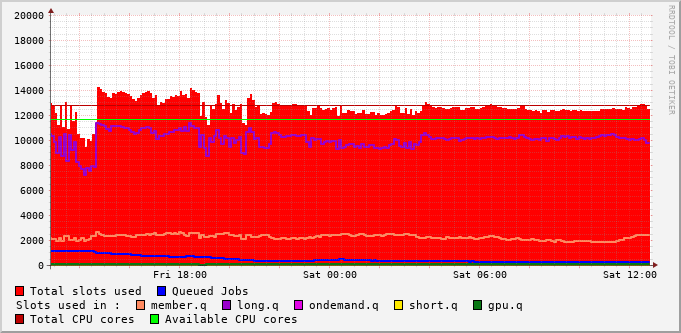 20000
18000
16000
14000
12000
10000
8000
6000
4000
2000
0
Fri 18:00 Sat 00:00 Sat 06:00 Sat 12:00
RRDTOOL / TOBI OETIKER
Total slots used Queued Jobs
Slots used in : member.q long.q ondemand.q short.q gpu.q
Total CPU cores Available CPU cores